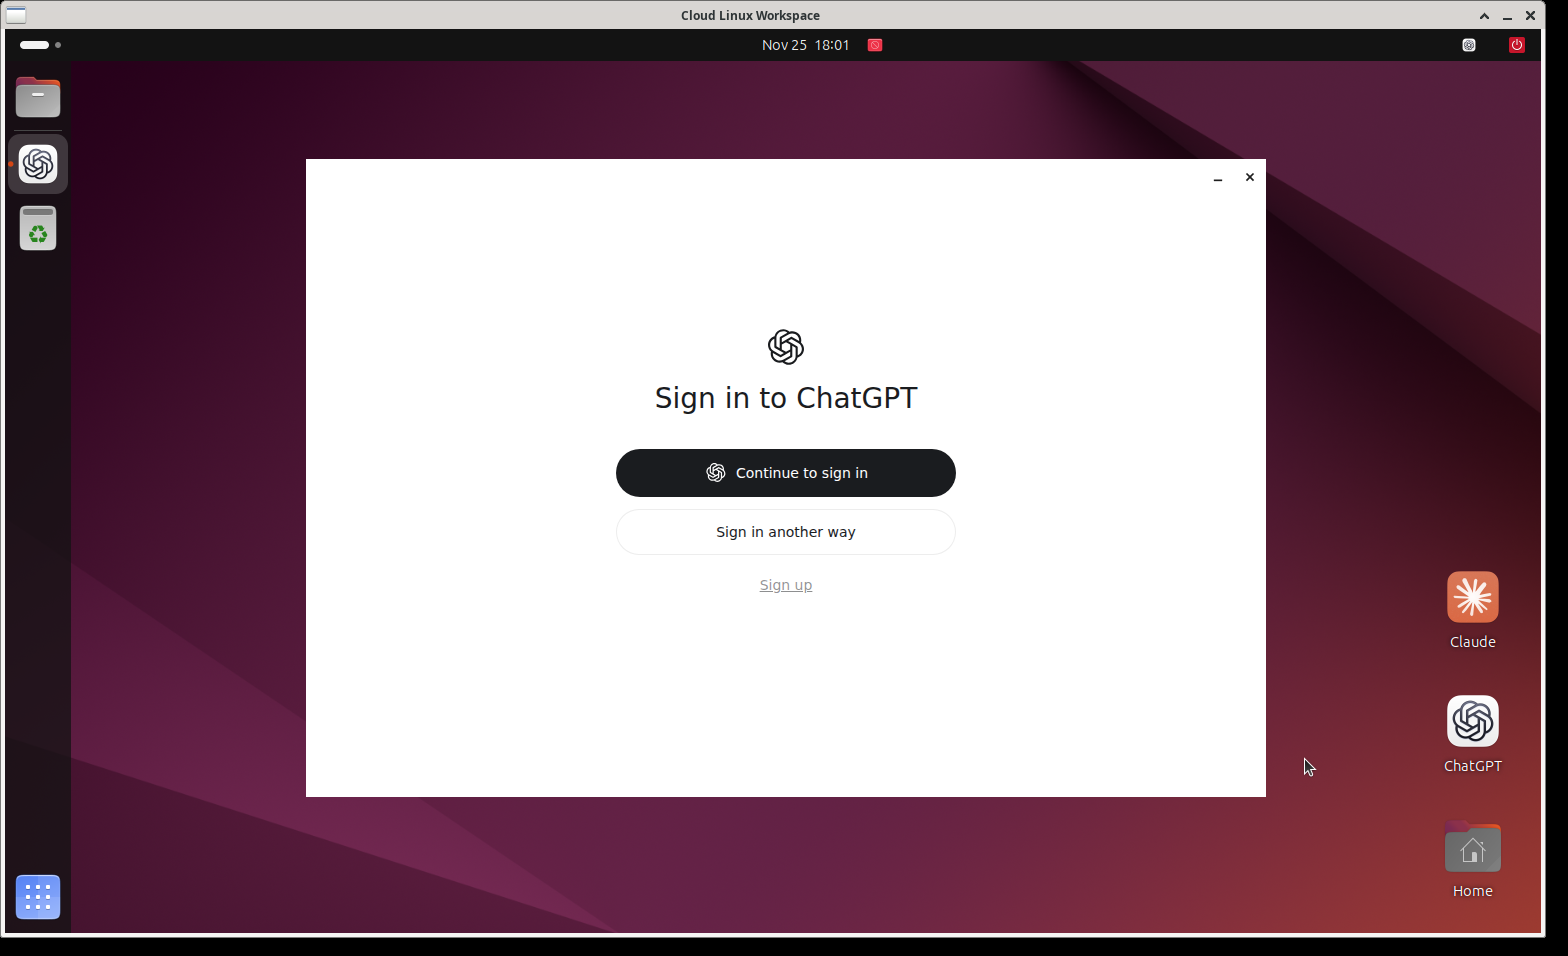 Cloud Linux Workspace
Nov 25 18:01
Sign in to ChatGPT
Continue to sign in
Sign in another way
Sign up
Claude
ChatGPT
Home